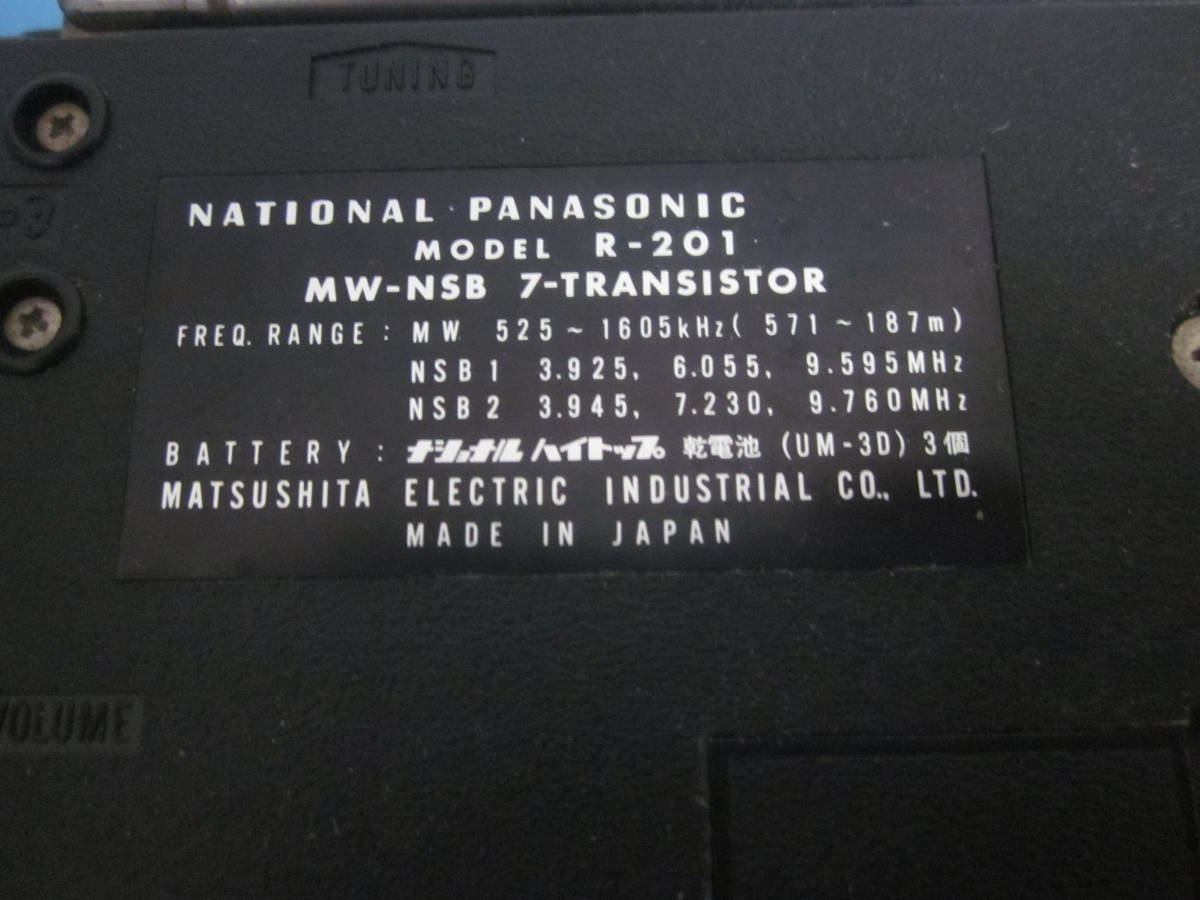 TUNING
NATIONAL PANASONIC
MODEL R-201
MW-NSB 7-TRANSISTOR
FREQ. RANGE : MW 525 ~ 1605kHz ( 571 ~ 187m )
NSB 1 3.925, 6.055, 9.595MHz
NSB 2 3.945, 7.230, 9.760MHz
BATTERY : ナショナル ハイトップ 乾電池 (UM-3D) 3個
MATSUSHITA ELECTRIC INDUSTRIAL CO., LTD.
MADE IN JAPAN
VOLUME